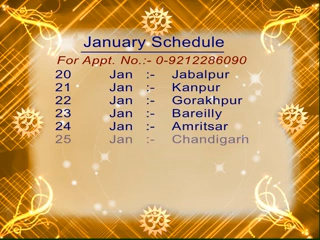 January Schedule
For Appt. No.:- 0-9212286090
20 Jan :- Jabalpur
21 Jan :- Kanpur
22 Jan :- Gorakhpur
23 Jan :- Bareilly
24 Jan :- Amritsar
25 Jan :- Chandigarh
ॐ
ॐ
ॐ
ॐ